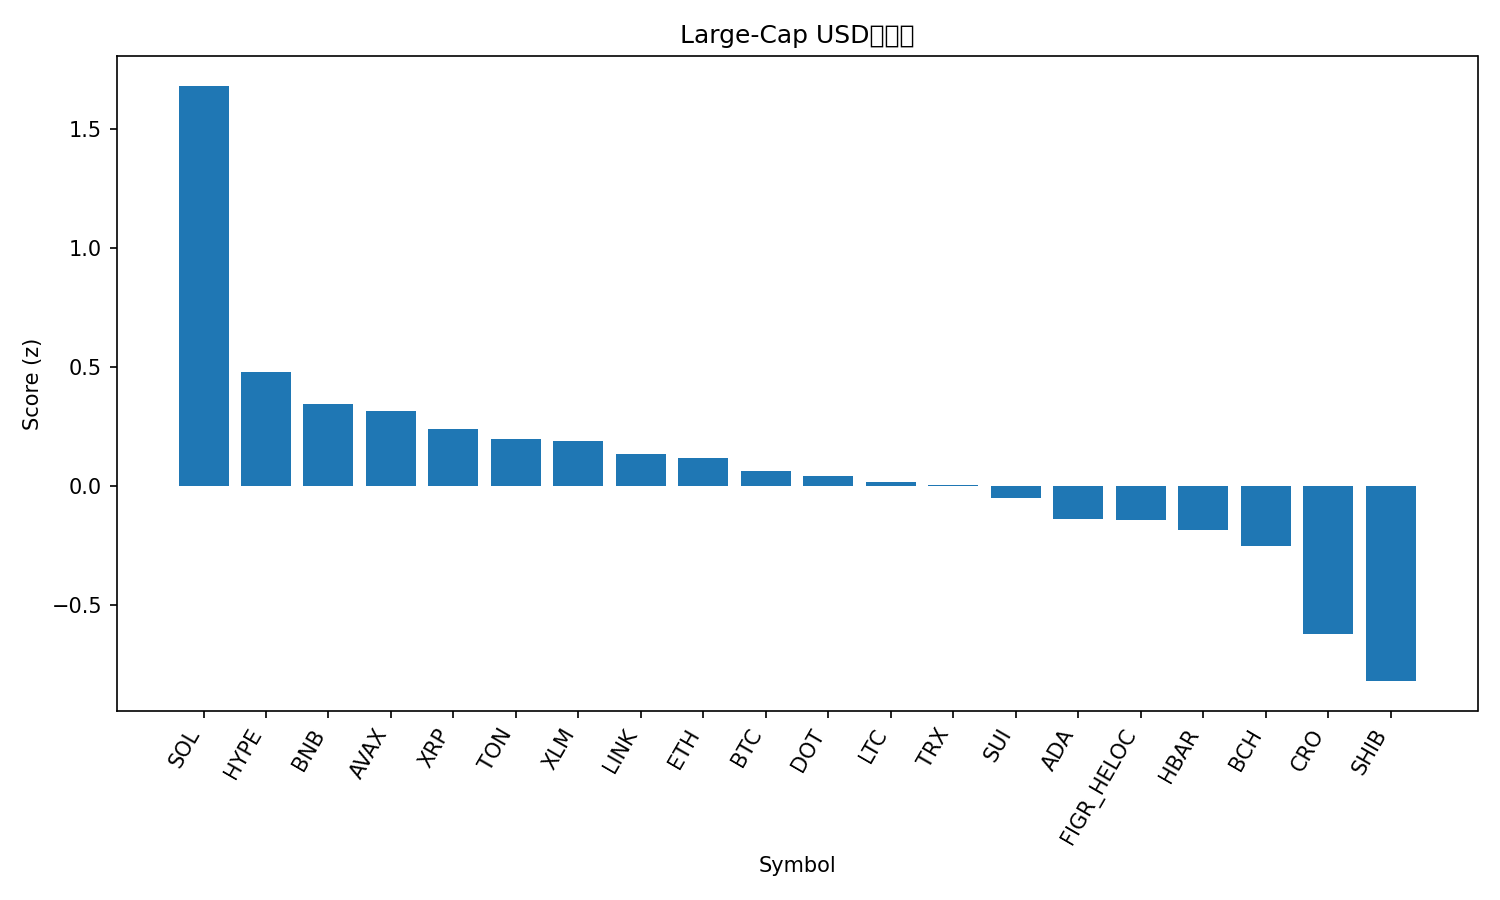 Large-Cap USD
Score (z)
1.5
1.0
0.5
0.0
−0.5
SOL
HYPE
BNB
AVAX
XRP
TON
XLM
LINK
ETH
BTC
DOT
LTC
TRX
SUI
ADA
FIGR_HELOC
HBAR
BCH
CRO
SHIB
Symbol